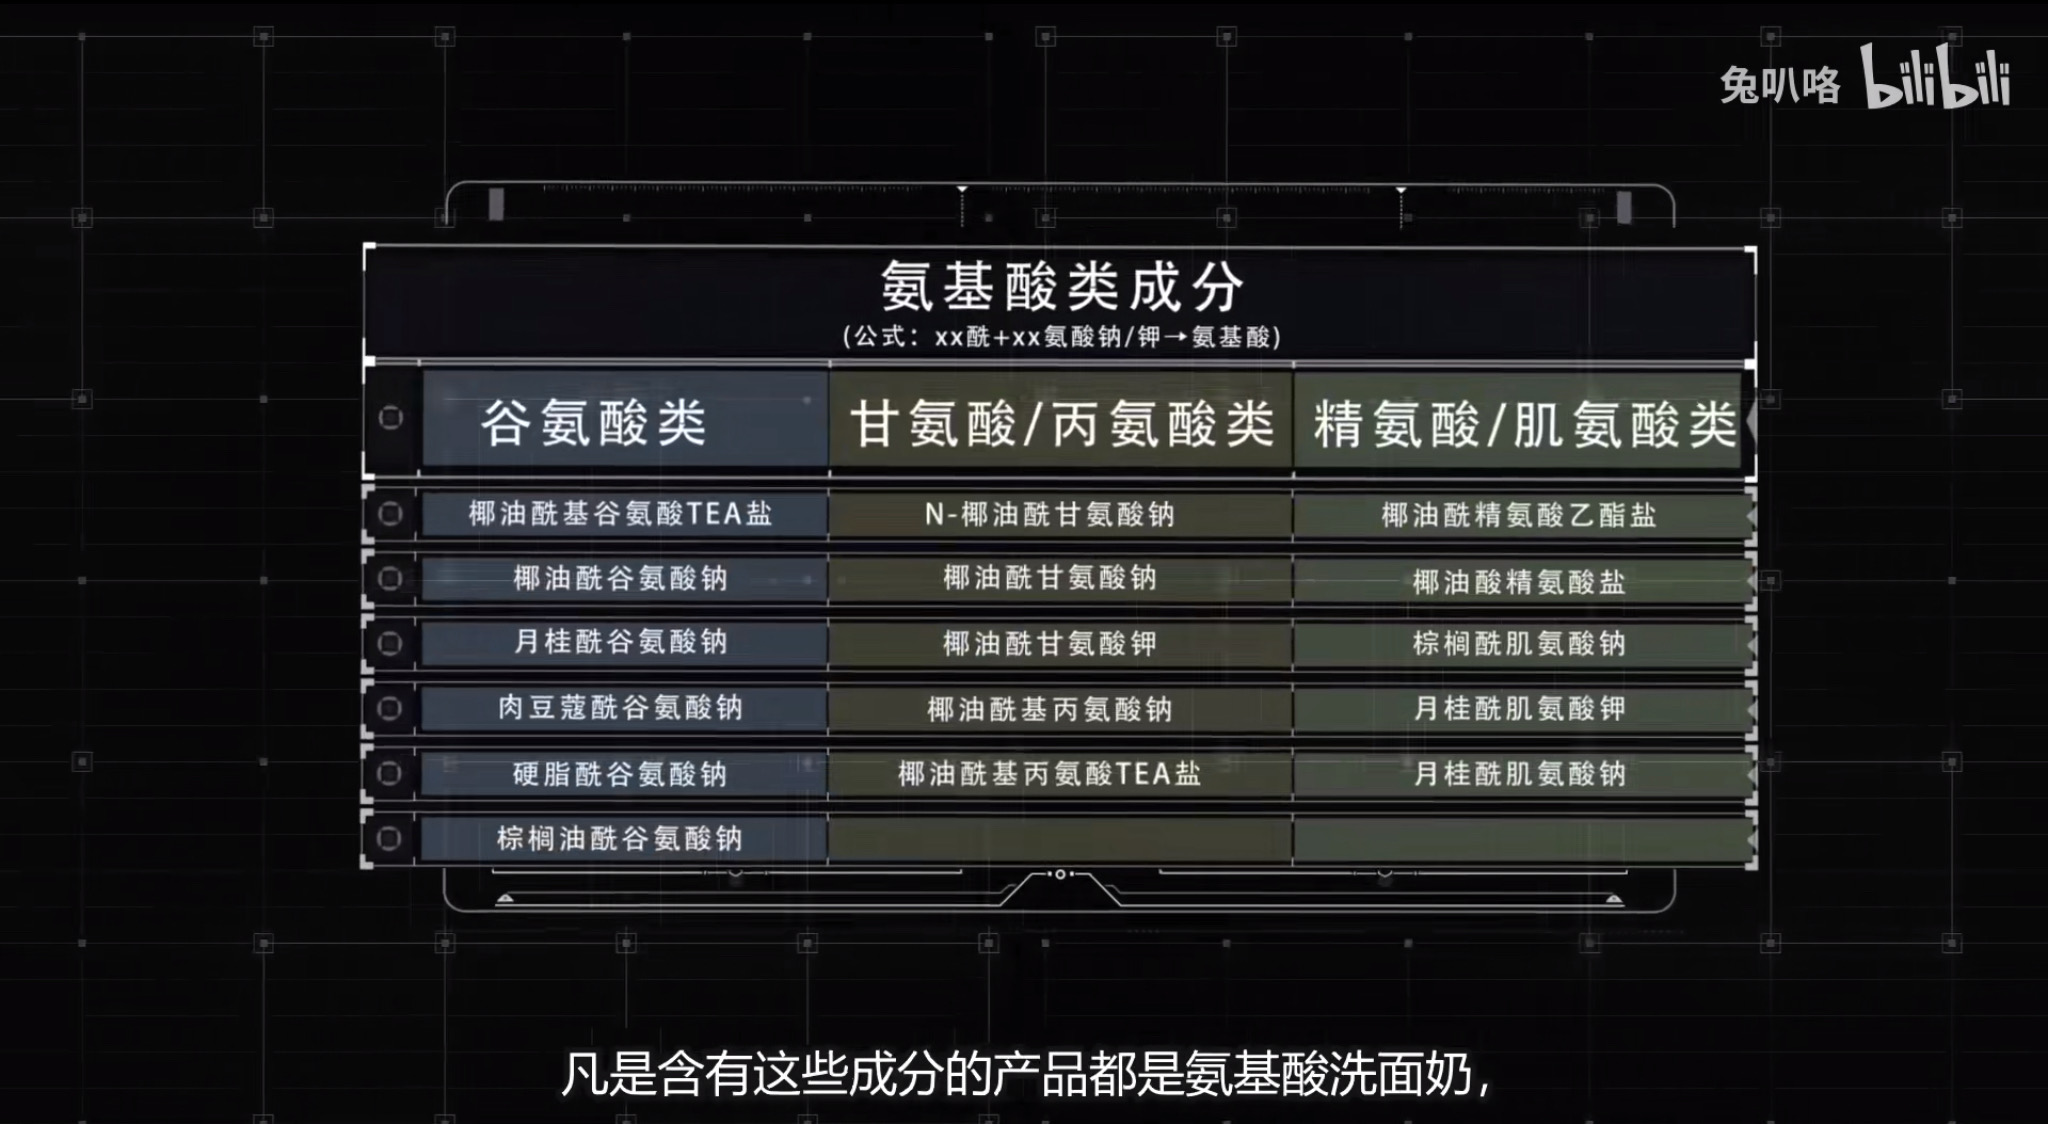 兔叭咯 bilibili
氨基酸类成分
(公式：xx酰+xx氨酸钠/钾→氨基酸)
谷氨酸类 甘氨酸/丙氨酸类 精氨酸/肌氨酸类
椰油酰基谷氨酸TEA盐 N-椰油酰甘氨酸钠 椰油酰精氨酸乙酯盐
椰油酰谷氨酸钠 椰油酰甘氨酸钠 椰油酸精氨酸盐
月桂酰谷氨酸钠 椰油酰甘氨酸钾 棕榈酰肌氨酸钠
肉豆蔻酰谷氨酸钠 椰油酰基丙氨酸钠 月桂酰肌氨酸钾
硬脂酰谷氨酸钠 椰油酰基丙氨酸TEA盐 月桂酰肌氨酸钠
棕榈油酰谷氨酸钠
凡是含有这些成分的产品都是氨基酸洗面奶，